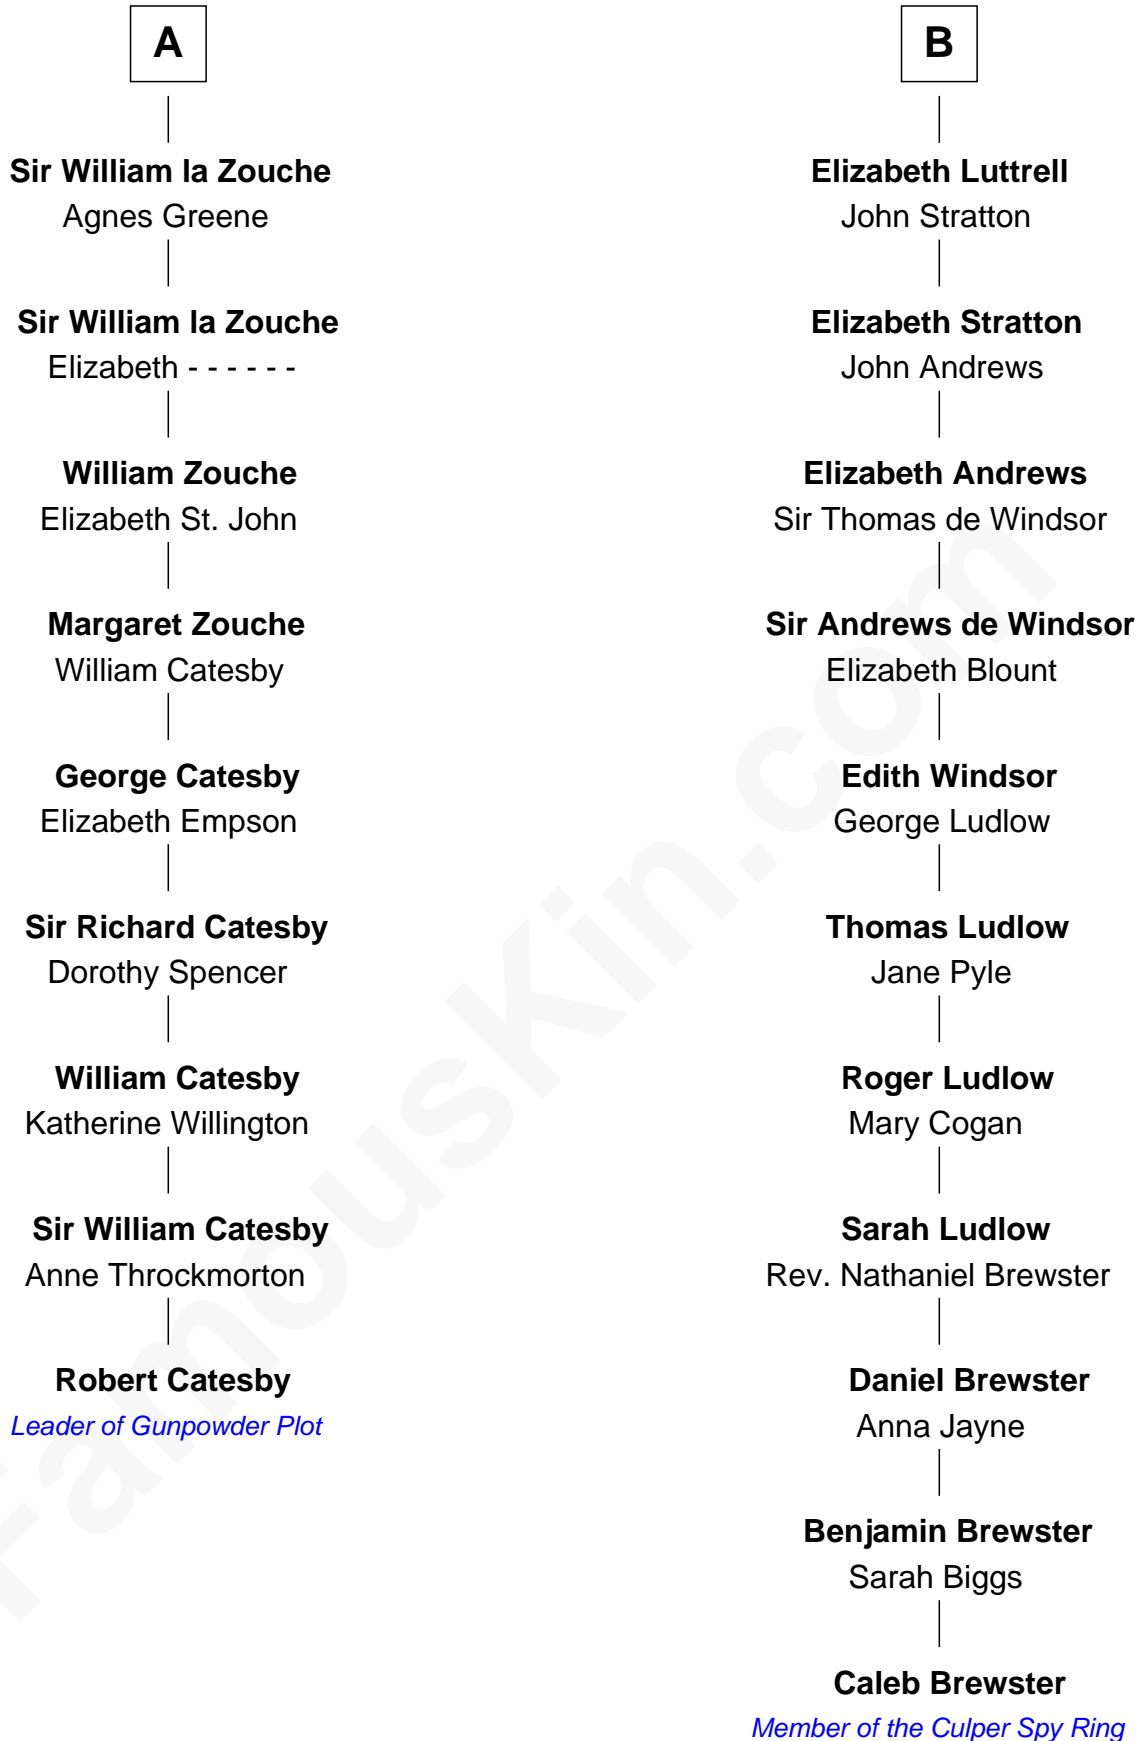 A
Sir William la Zouche
Agnes Greene
Sir William la Zouche
Elizabeth - - - - - -
William Zouche
Elizabeth St. John
Margaret Zouche
William Catesby
George Catesby
Elizabeth Empson
Sir Richard Catesby
Dorothy Spencer
William Catesby
Katherine Willington
Sir William Catesby
Anne Throckmorton
Robert Catesby
Leader of Gunpowder Plot
B
Elizabeth Luttrell
John Stratton
Elizabeth Stratton
John Andrews
Elizabeth Andrews
Sir Thomas de Windsor
Sir Andrews de Windsor
Elizabeth Blount
Edith Windsor
George Ludlow
Thomas Ludlow
Jane Pyle
Roger Ludlow
Mary Cogan
Sarah Ludlow
Rev. Nathaniel Brewster
Daniel Brewster
Anna Jayne
Benjamin Brewster
Sarah Biggs
Caleb Brewster
Member of the Culper Spy Ring
FamousKin.com